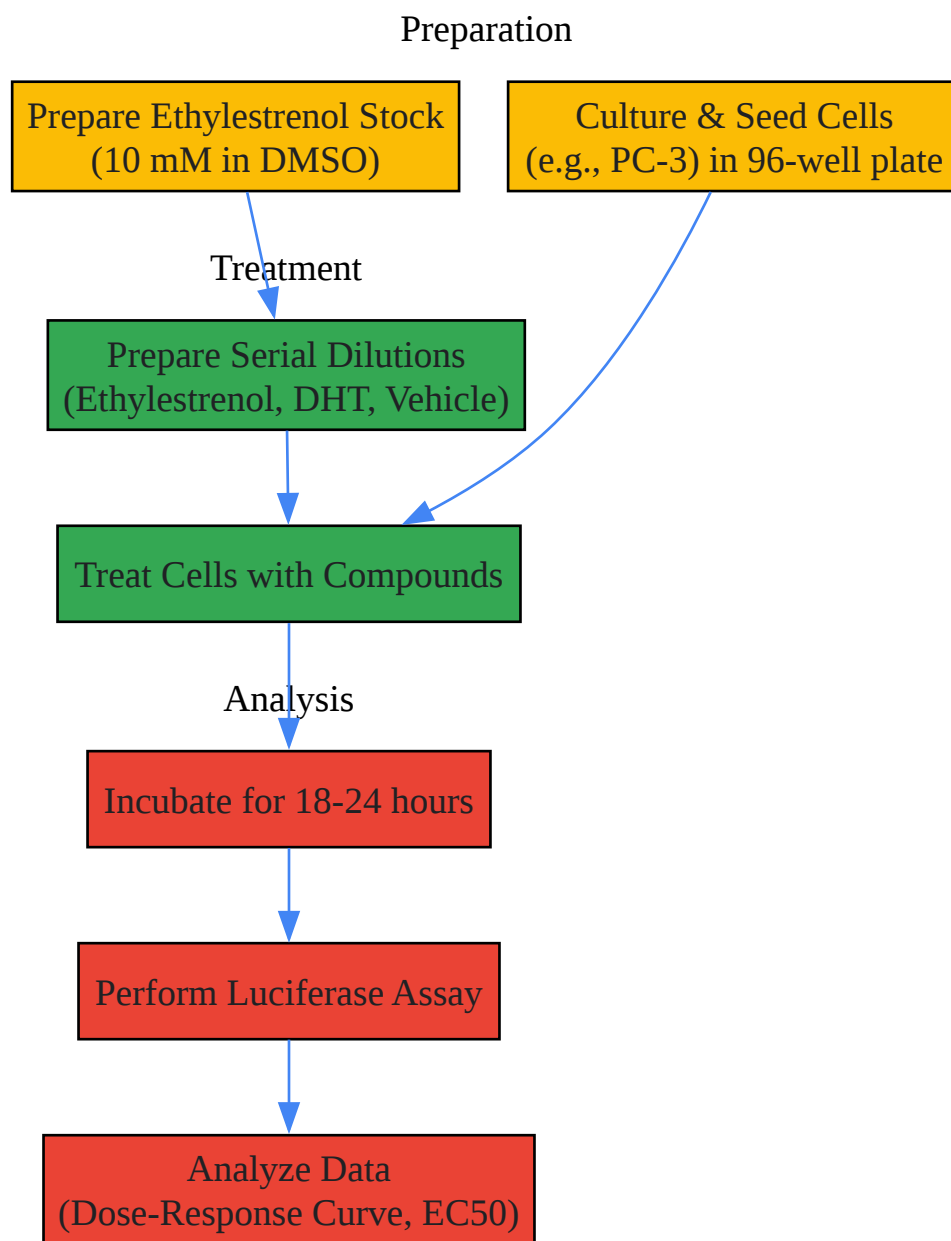 Preparation
Prepare Ethylestrenol Stock
(10 mM in DMSO)
Culture & Seed Cells
(e.g., PC-3) in 96-well plate
Treatment
Prepare Serial Dilutions
(Ethylestrenol, DHT, Vehicle)
Treat Cells with Compounds
Analysis
Incubate for 18-24 hours
Perform Luciferase Assay
Analyze Data
(Dose-Response Curve, EC50)